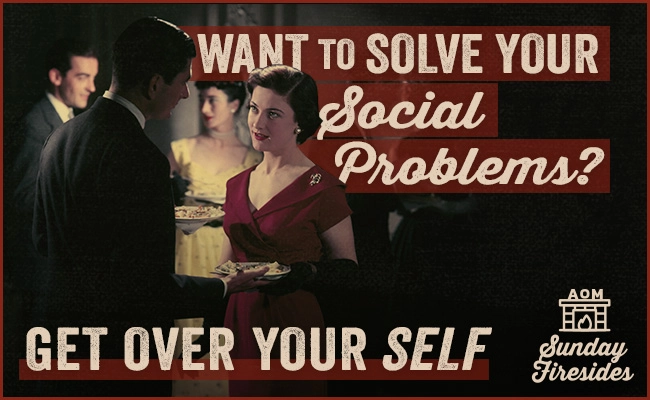 WANT TO SOLVE YOUR
Social
Problems?
GET OVER YOUR SELF
AOM
Sunday
Firesides